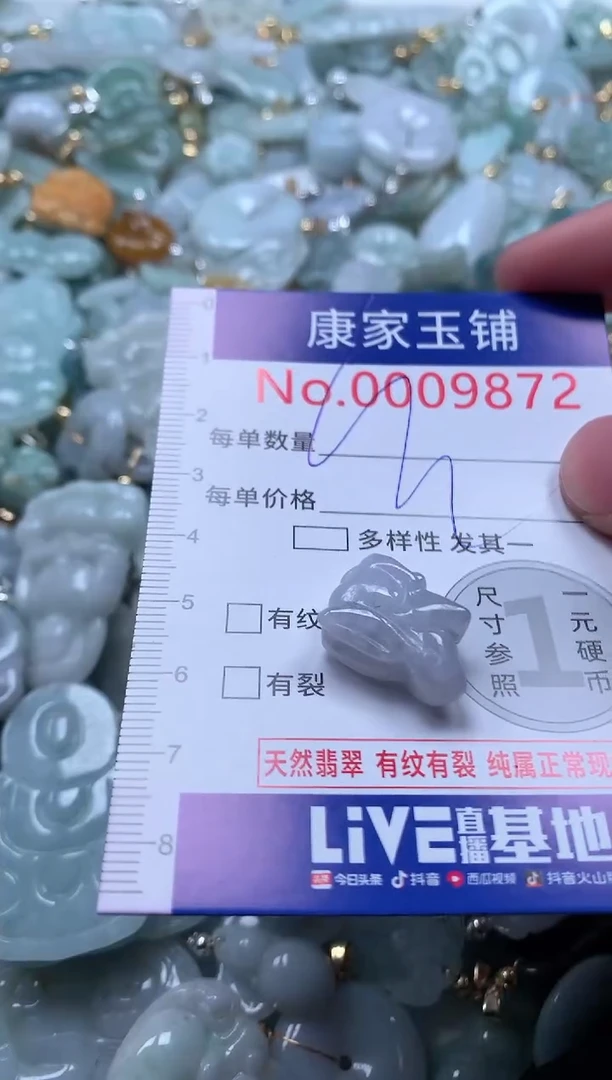 康家玉铺
No.0009872
每单数量
每单价格
多样性 发其一
有纹
有裂
尺寸参照
1
一元硬币
天然翡翠 有纹有裂 纯属正常现
LiVE直播基地
今日头条 抖音 西瓜视频 抖音火山
0
1
2
3
4
5
6
7
8